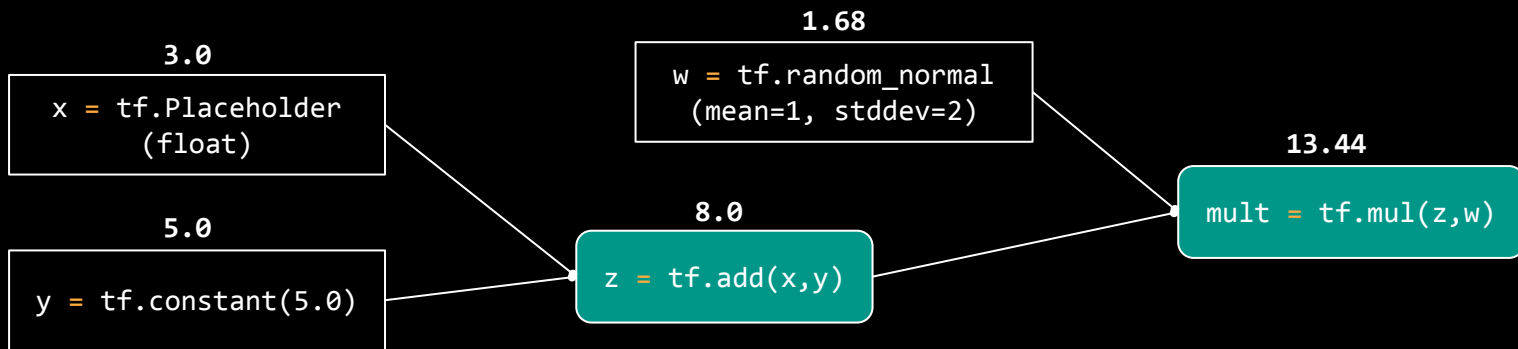 3.0
x = tf.Placeholder
(float)
5.0
y = tf.constant(5.0)
8.0
z = tf.add(x,y)
1.68
w = tf.random_normal
(mean=1, stddev=2)
13.44
mult = tf.mul(z,w)